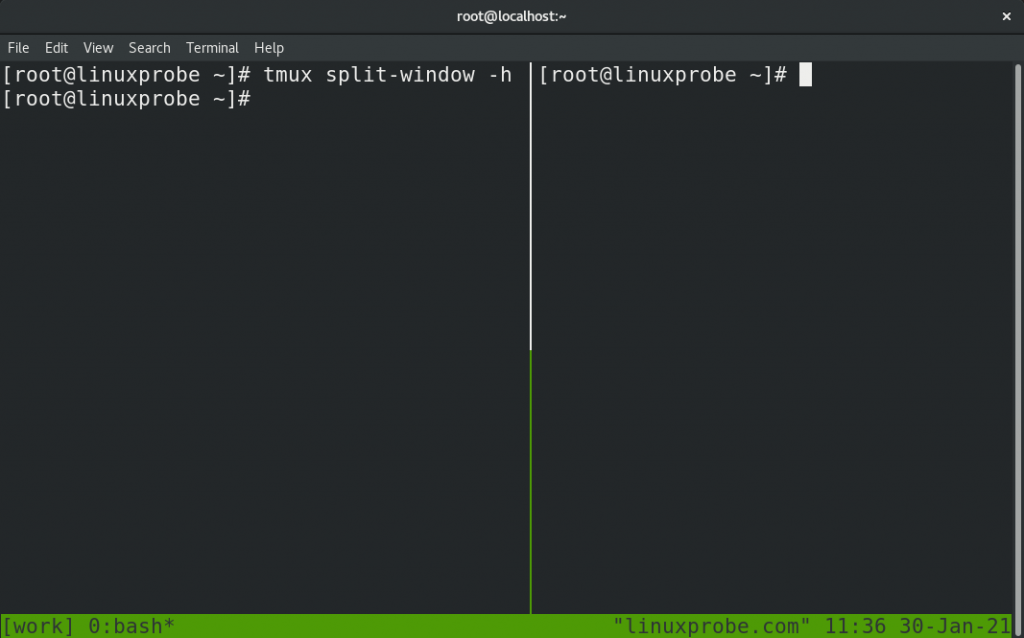 root@localhost:~ ×
File Edit View Search Terminal Help
[root@linuxprobe ~]# tmux split-window -h
[root@linuxprobe ~]#
[root@linuxprobe ~]#
[work] 0:bash* "linuxprobe.com" 11:36 30-Jan-21